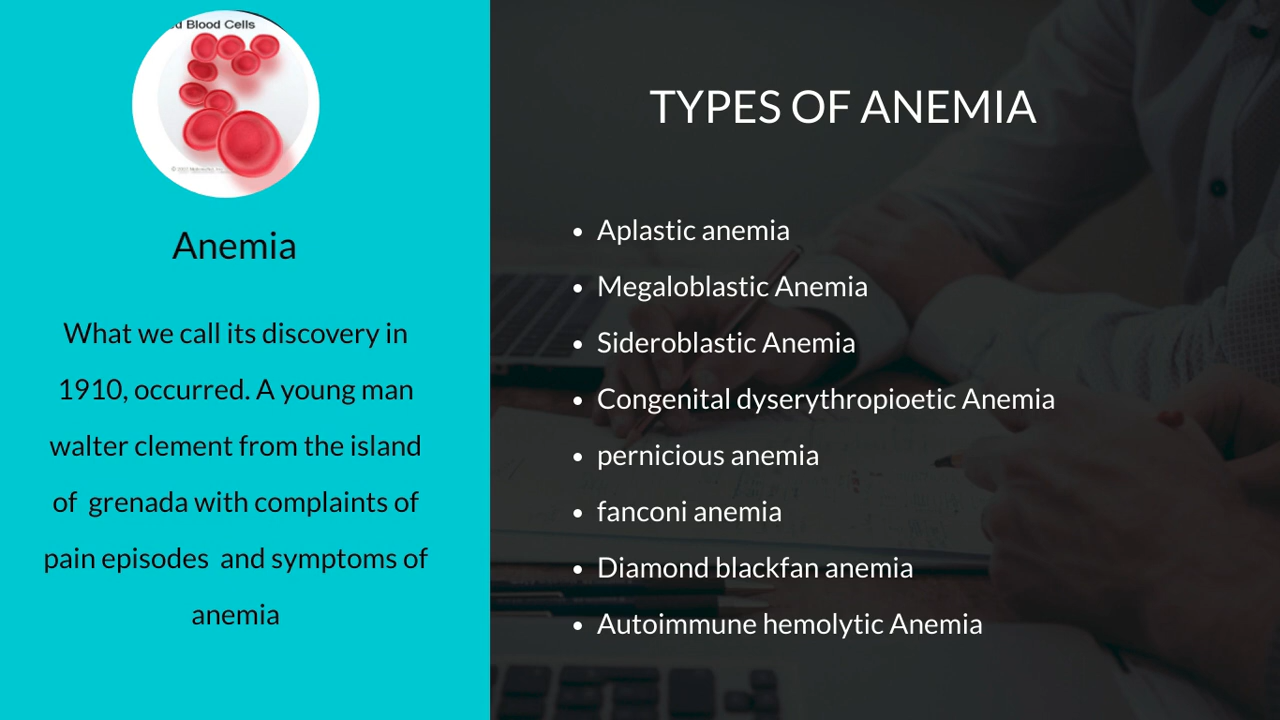 d Blood Cells
Anemia
What we call its discovery in
1910, occurred. A young man
walter clement from the island
of  grenada with complaints of
pain episodes  and symptoms of
anemia
TYPES OF ANEMIA
• Aplastic anemia
• Megaloblastic Anemia
• Sideroblastic Anemia
• Congenital dyserythropioetic Anemia
• pernicious anemia
• fanconi anemia
• Diamond blackfan anemia
• Autoimmune hemolytic Anemia